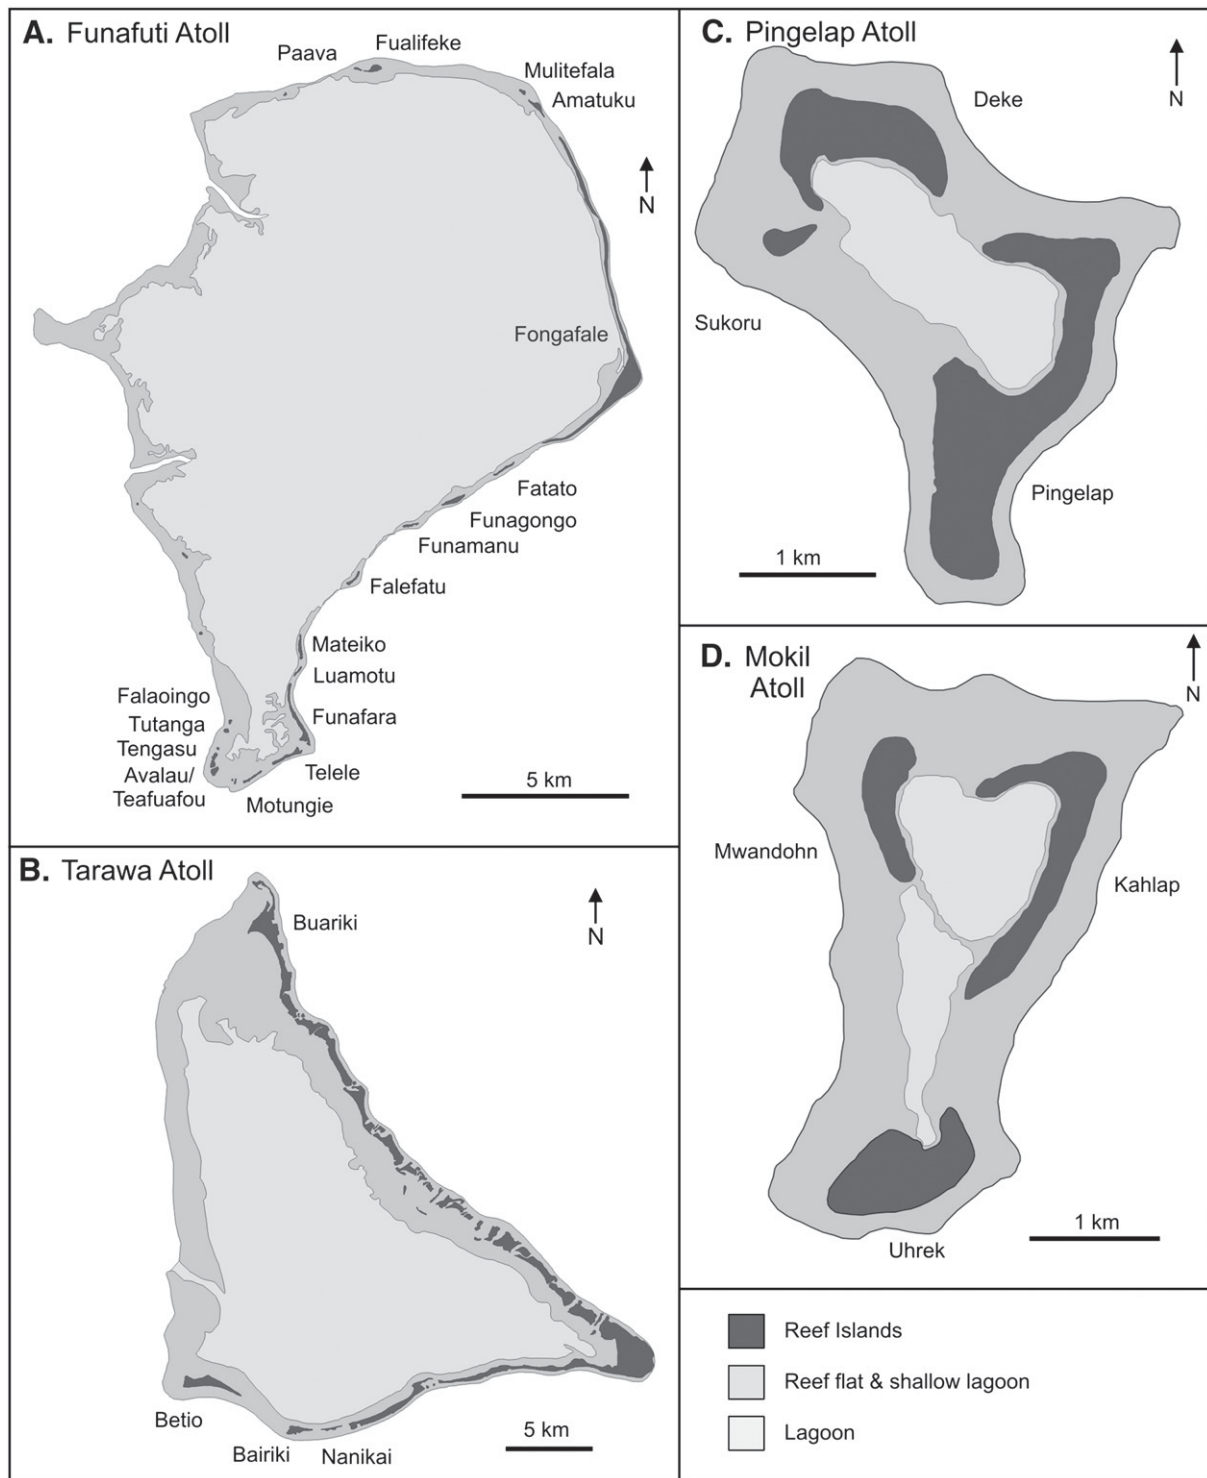 A. Funafuti Atoll
Paava
Fualifeke
Mulitefala
Amatuku
N
Fongafale
Fatato
Funagongo
Funamanu
Falefatu
Mateiko
Luamotu
Funafara
Falaoingo
Tutanga
Tengasu
Avalau/
Teafuafou
Telele
Motungie
5 km
B. Tarawa Atoll
Buariki
N
Betio
Bairiki
Nanikai
5 km
C. Pingelap Atoll
N
Deke
Sukoru
Pingelap
1 km
D. Mokil
Atoll
N
Mwandohn
Kahlap
Uhrek
1 km
Reef Islands
Reef flat & shallow lagoon
Lagoon